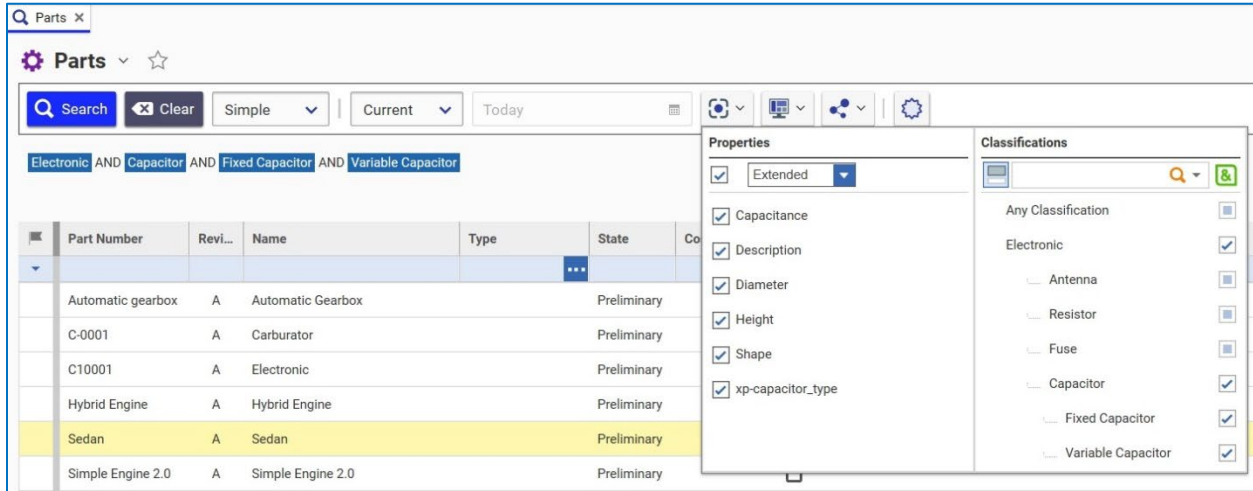 Parts
Parts
Search Clear Simple Current Today
Properties Classifications
Extended &
Electronic AND Capacitor AND Fixed Capacitor AND Variable Capacitor
Capacitance Any Classification
Description Electronic
Diameter Antenna
Height Resistor
Shape Fuse
xp-capacitor_type Capacitor
Fixed Capacitor
Variable Capacitor
Part Number Revi... Name Type State Co
...
Automatic gearbox A Automatic Gearbox Preliminary
C-0001 A Carburator Preliminary
C10001 A Electronic Preliminary
Hybrid Engine A Hybrid Engine Preliminary
Sedan A Sedan Preliminary
Simple Engine 2.0 A Simple Engine 2.0 Preliminary